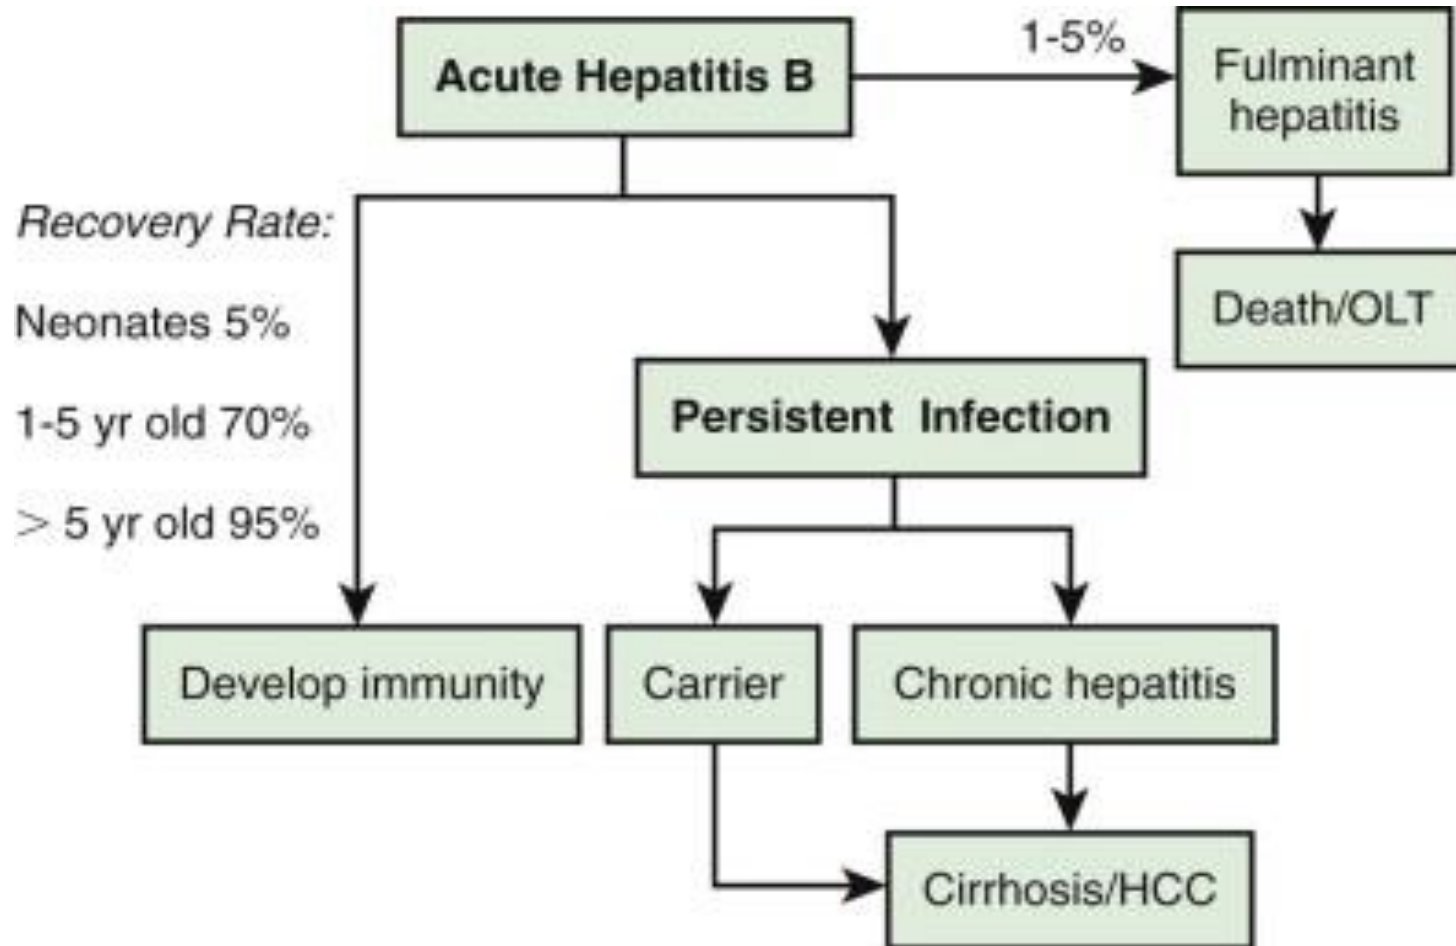 Acute Hepatitis B
1-5%
Fulminant
hepatitis
Death/OLT
Recovery Rate:
Neonates 5%
1-5 yr old 70%
> 5 yr old 95%
Persistent Infection
Develop immunity
Carrier
Chronic hepatitis
Cirrhosis/HCC